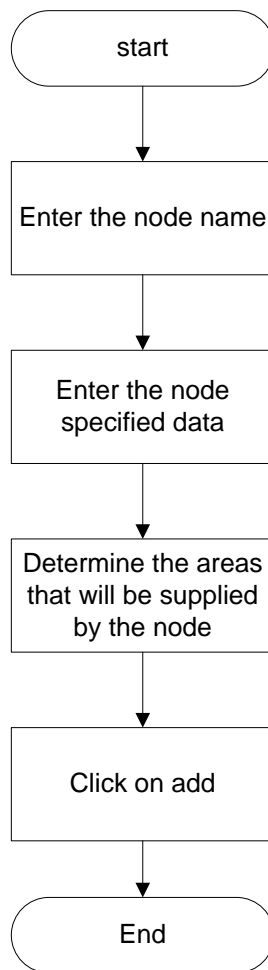 start
Enter the node name
Enter the node
specified data
Determine the areas
that will be supplied
by the node
Click on add
End